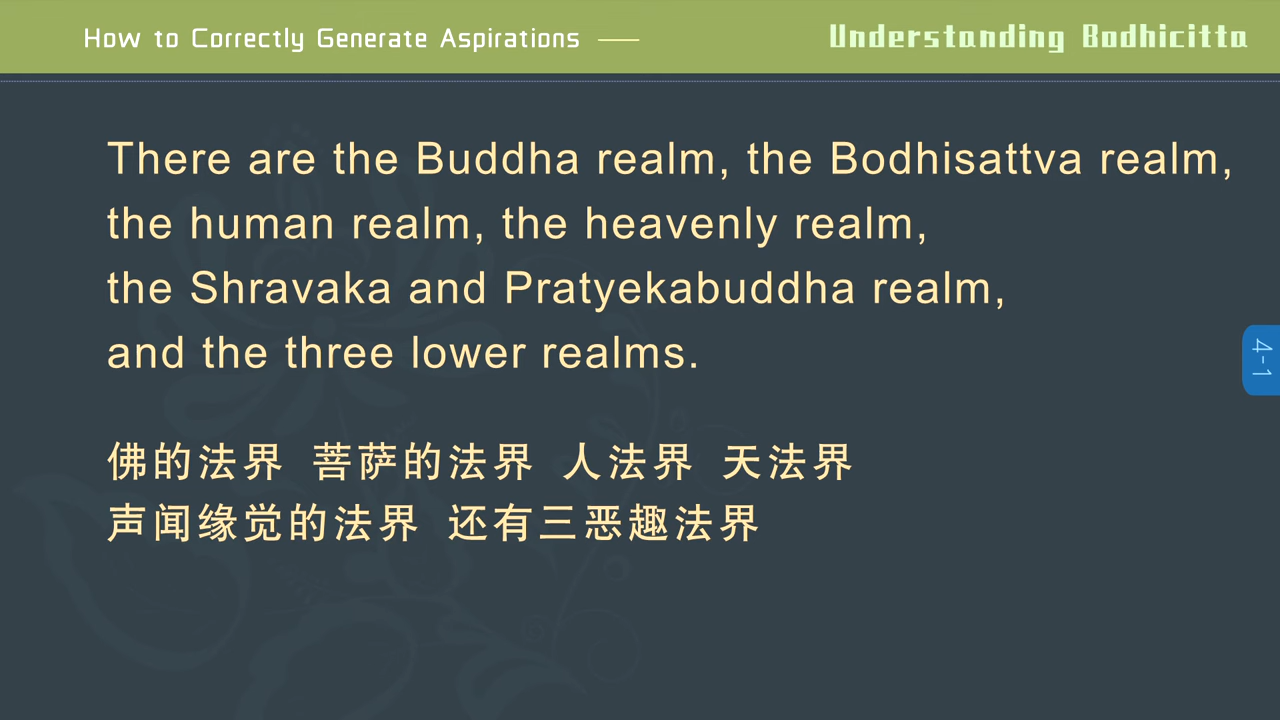 How to Correctly Generate Aspirations
Understanding Bodhicitta
There are the Buddha realm, the Bodhisattva realm,
the human realm, the heavenly realm,
the Shravaka and Pratyekabuddha realm,
and the three lower realms.
佛的法界 菩萨的法界 人法界 天法界
声闻缘觉的法界 还有三恶趣法界
4-1